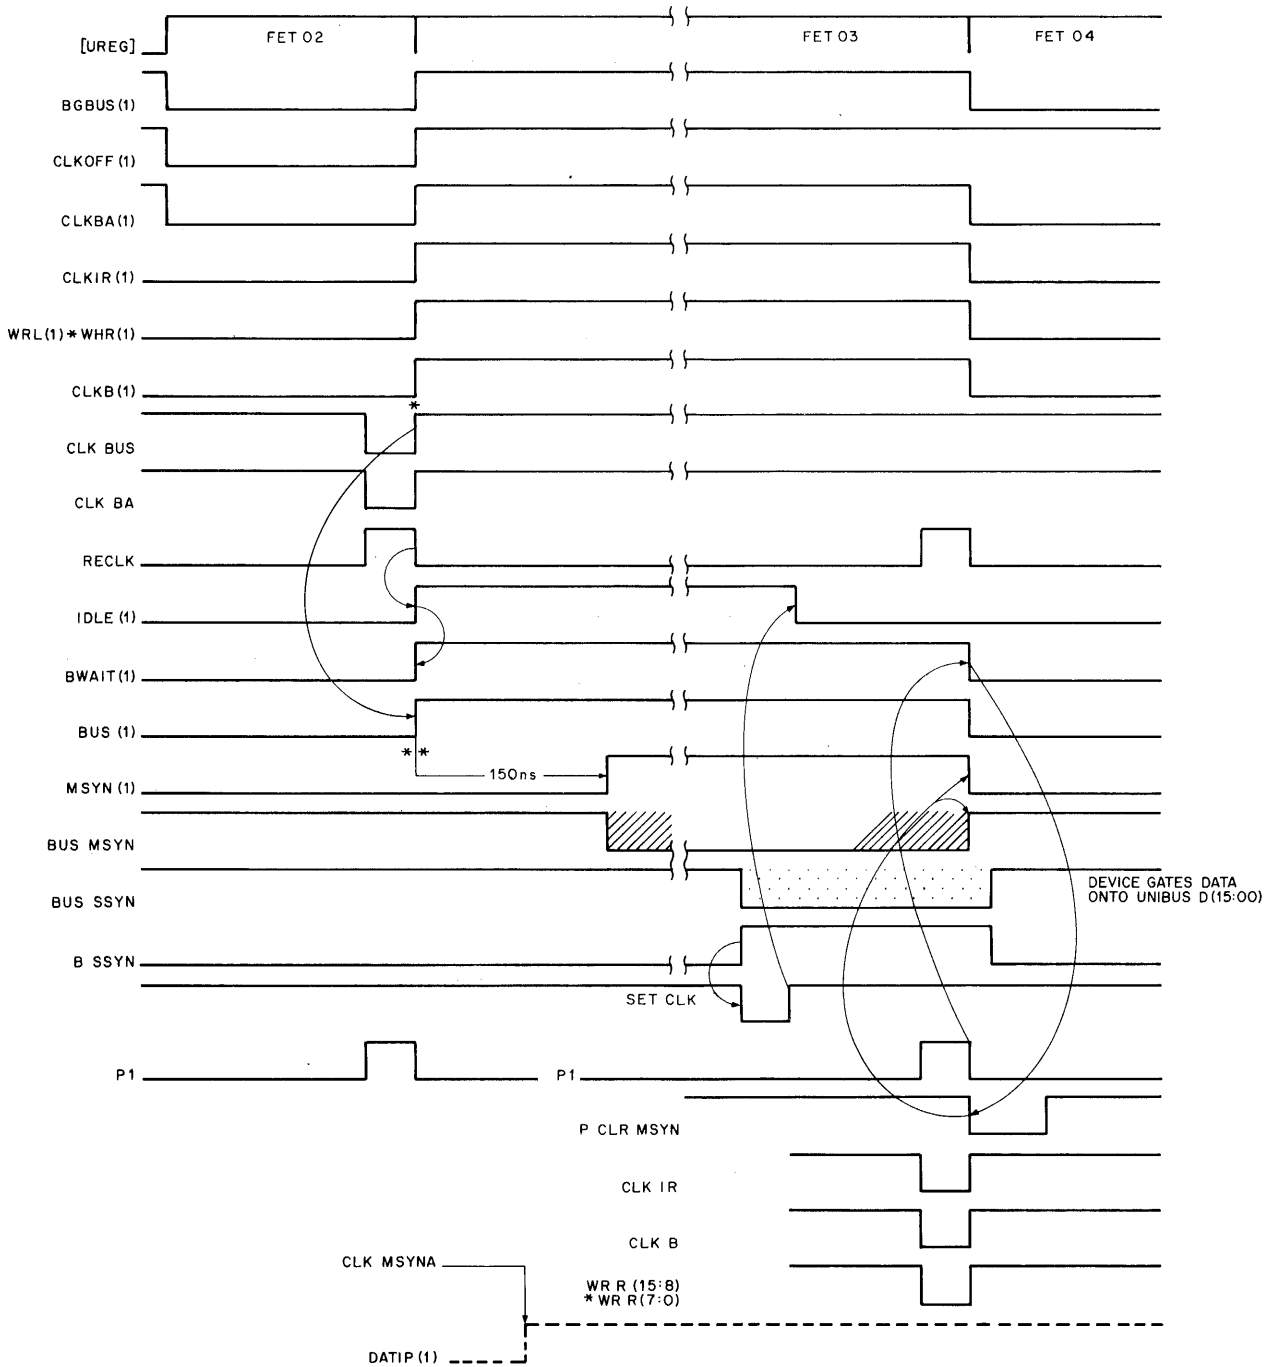 [UREG]
FET 02
FET 03
FET 04
BGBUS(1)
CLKOFF(1)
CLKBA(1)
CLKIR(1)
WRL(1)*WHR(1)
CLKB(1)
*
CLK BUS
CLK BA
RECLK
IDLE (1)
BWAIT(1)
BUS (1)
* *
150ns
MSYN (1)
BUS MSYN
BUS SSYN
DEVICE GATES DATA
ONTO UNIBUS D(15:00)
B SSYN
SET CLK
P1
P1
P CLR MSYN
CLK IR
CLK B
CLK MSYNA
WR R (15:8)
*WR R(7:0)
DATIP (1)